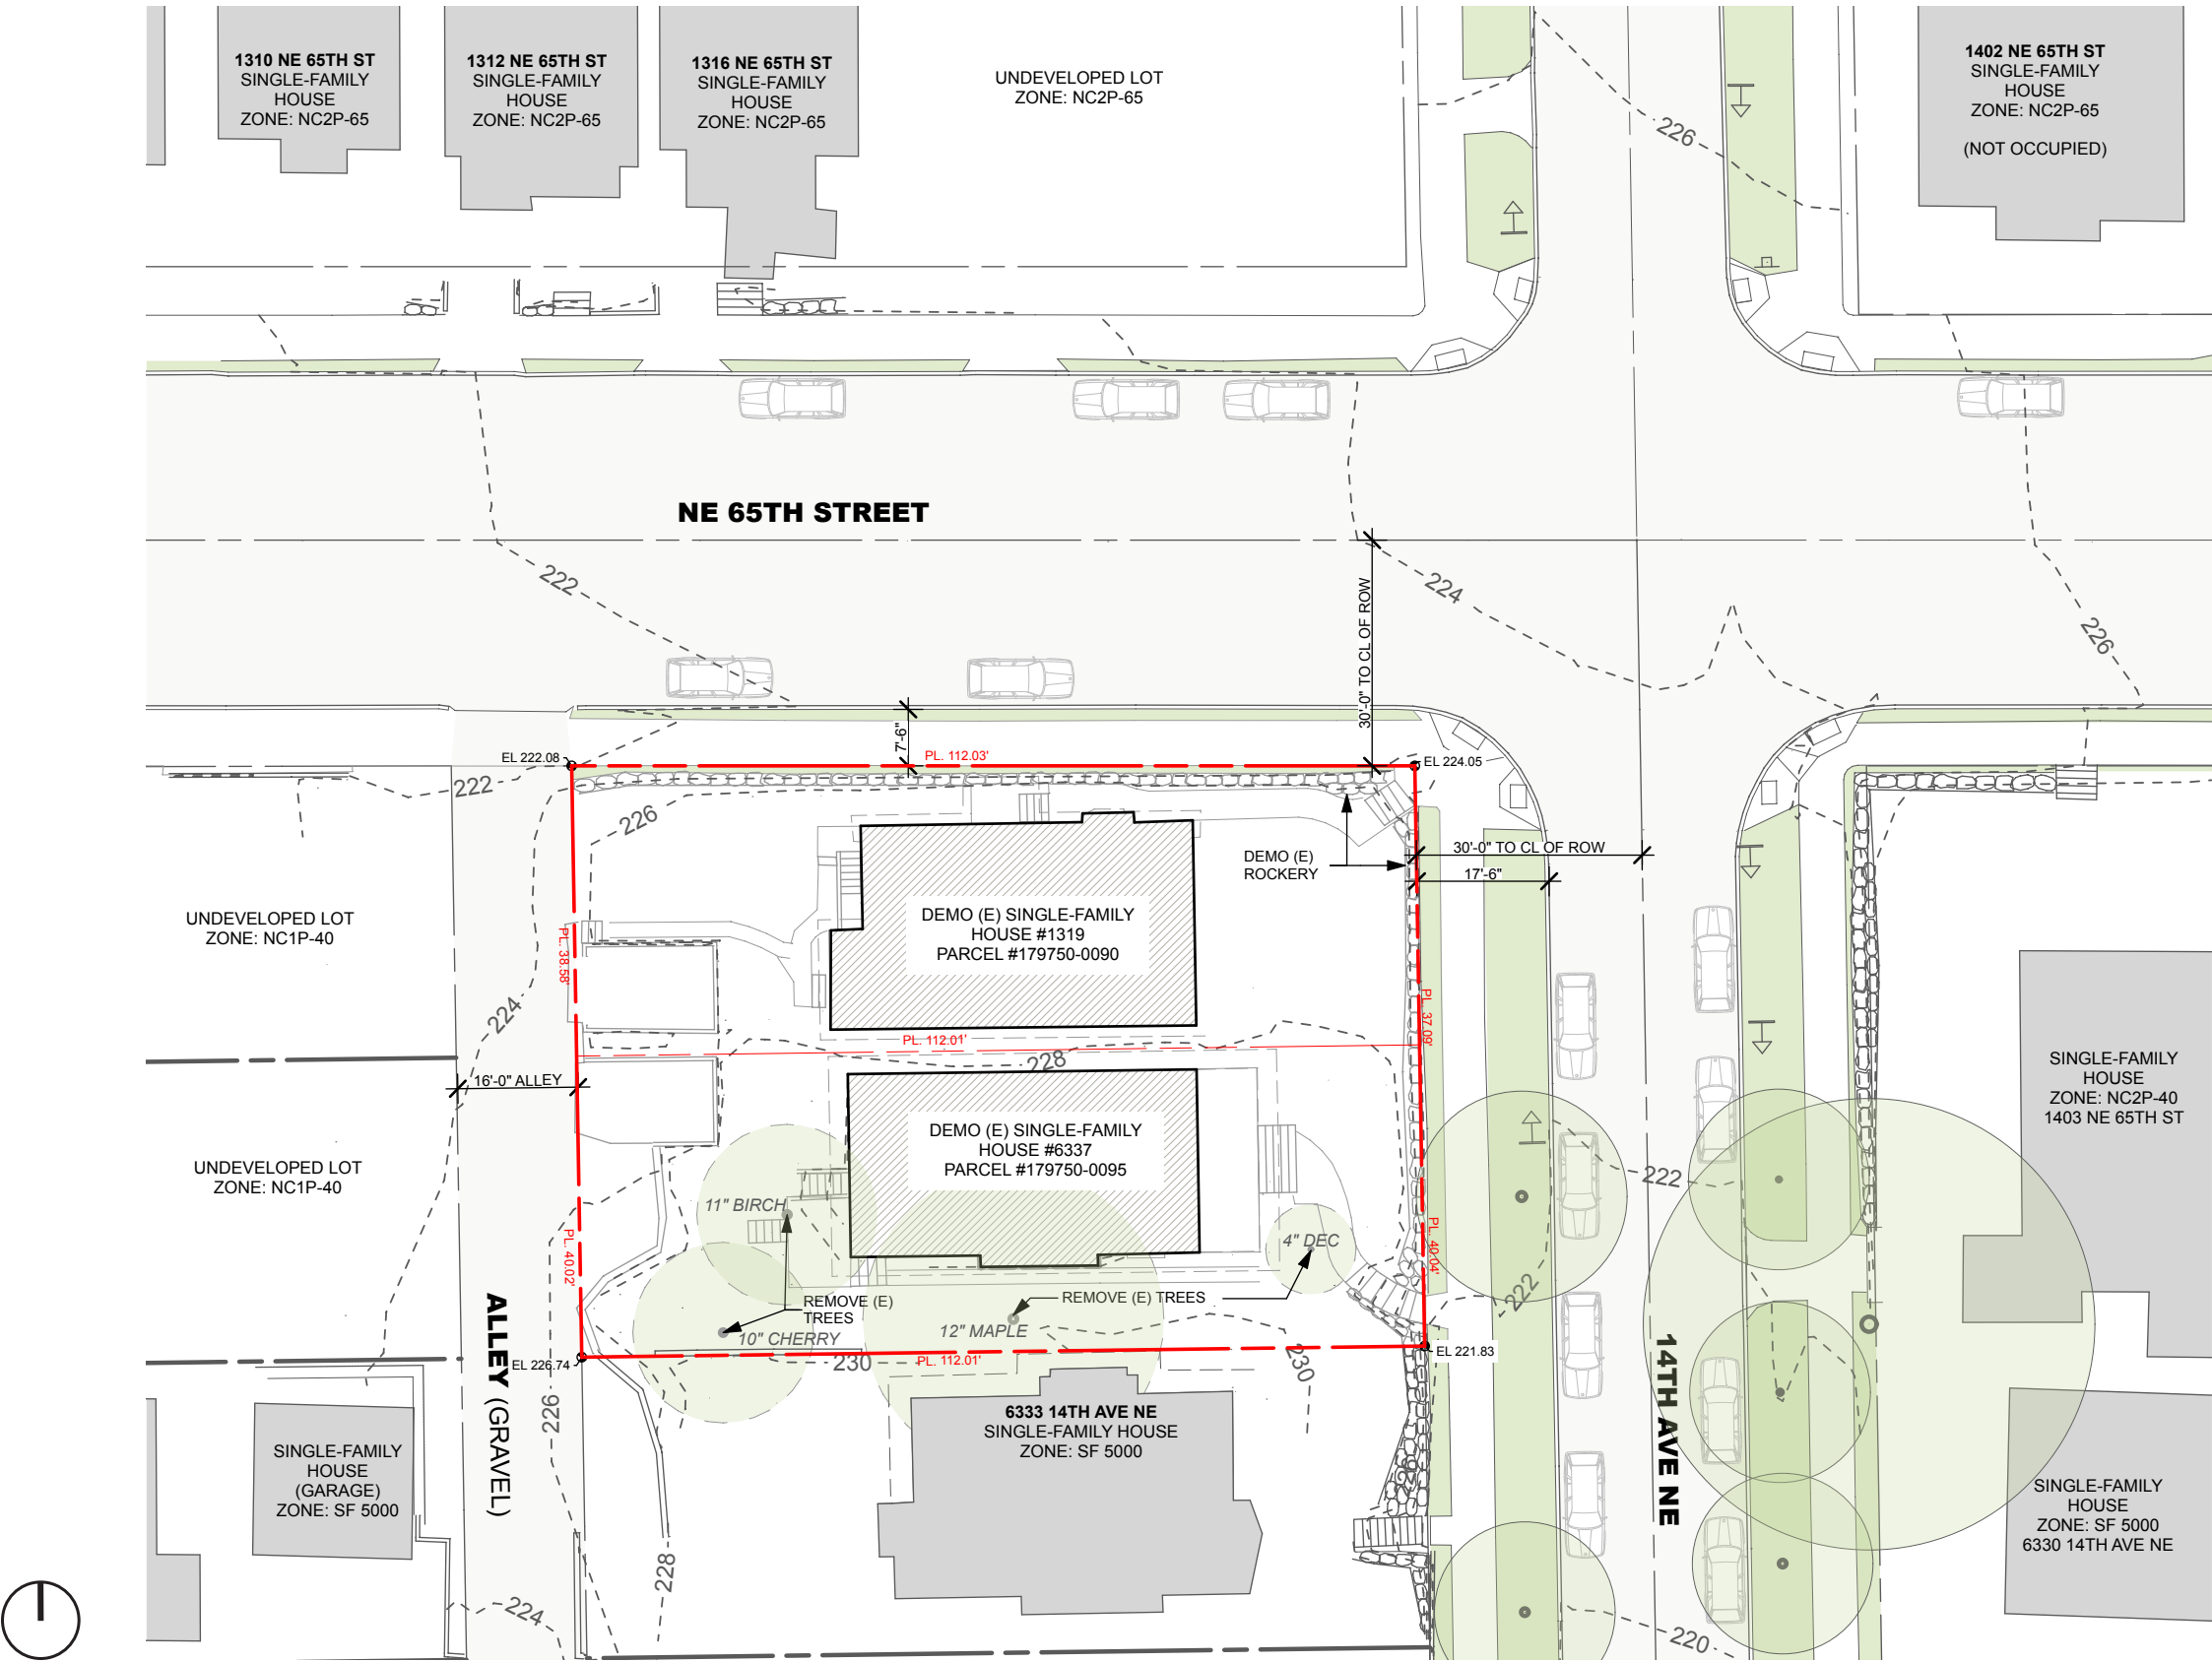 1310 NE 65TH ST
SINGLE-FAMILY
HOUSE
ZONE: NC2P-65
1312 NE 65TH ST
SINGLE-FAMILY
HOUSE
ZONE: NC2P-65
1316 NE 65TH ST
SINGLE-FAMILY
HOUSE
ZONE: NC2P-65
UNDEVELOPED LOT
ZONE: NC2P-65
226
1402 NE 65TH ST
SINGLE-FAMILY
HOUSE
ZONE: NC2P-65
(NOT OCCUPIED)
NE 65TH STREET
222
224
226
30'-0" TO CL OF ROW
7'-6"
EL 222.08
PL. 112.03'
EL 224.05
222
226
DEMO (E)
ROCKERY
30'-0" TO CL OF ROW
17'-6"
UNDEVELOPED LOT
ZONE: NC1P-40
PL. 38.58'
DEMO (E) SINGLE-FAMILY
HOUSE #1319
PARCEL #179750-0090
PL. 37.09'
224
PL. 112.01'
228
16'-0" ALLEY
SINGLE-FAMILY
HOUSE
ZONE: NC2P-40
1403 NE 65TH ST
UNDEVELOPED LOT
ZONE: NC1P-40
DEMO (E) SINGLE-FAMILY
HOUSE #6337
PARCEL #179750-0095
222
11" BIRCH
4" DEC
PL. 40.02'
PL. 40.04'
222
REMOVE (E)
TREES
REMOVE (E) TREES
10" CHERRY
12" MAPLE
EL 226.74
230
PL. 112.01'
230
EL 221.83
ALLEY (GRAVEL)
14TH AVE NE
226
6333 14TH AVE NE
SINGLE-FAMILY HOUSE
ZONE: SF 5000
SINGLE-FAMILY
HOUSE
(GARAGE)
ZONE: SF 5000
226
SINGLE-FAMILY
HOUSE
ZONE: SF 5000
6330 14TH AVE NE
228
224
220